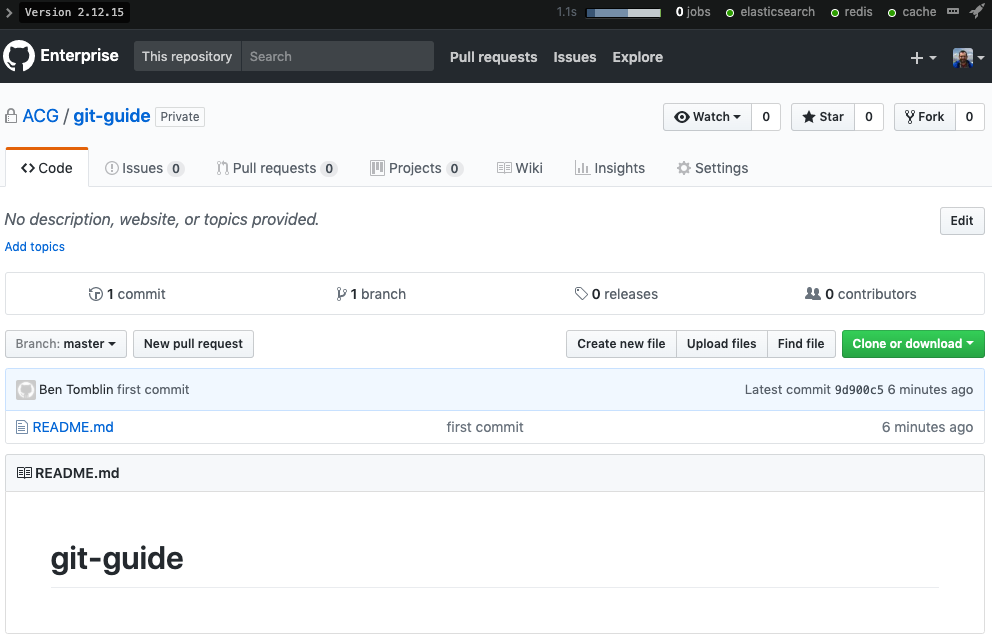 Version 2.12.15 1.1s 0 jobs elasticsearch redis cache
Enterprise This repository Search Pull requests Issues Explore
ACG / git-guide Private Watch 0 Star 0 Fork 0
Code Issues 0 Pull requests 0 Projects 0 Wiki Insights Settings
No description, website, or topics provided. Edit
Add topics
1 commit 1 branch 0 releases 0 contributors
Branch: master New pull request Create new file Upload files Find file Clone or download
Ben Tomblin first commit Latest commit 9d900c5 6 minutes ago
README.md first commit 6 minutes ago
README.md
git-guide